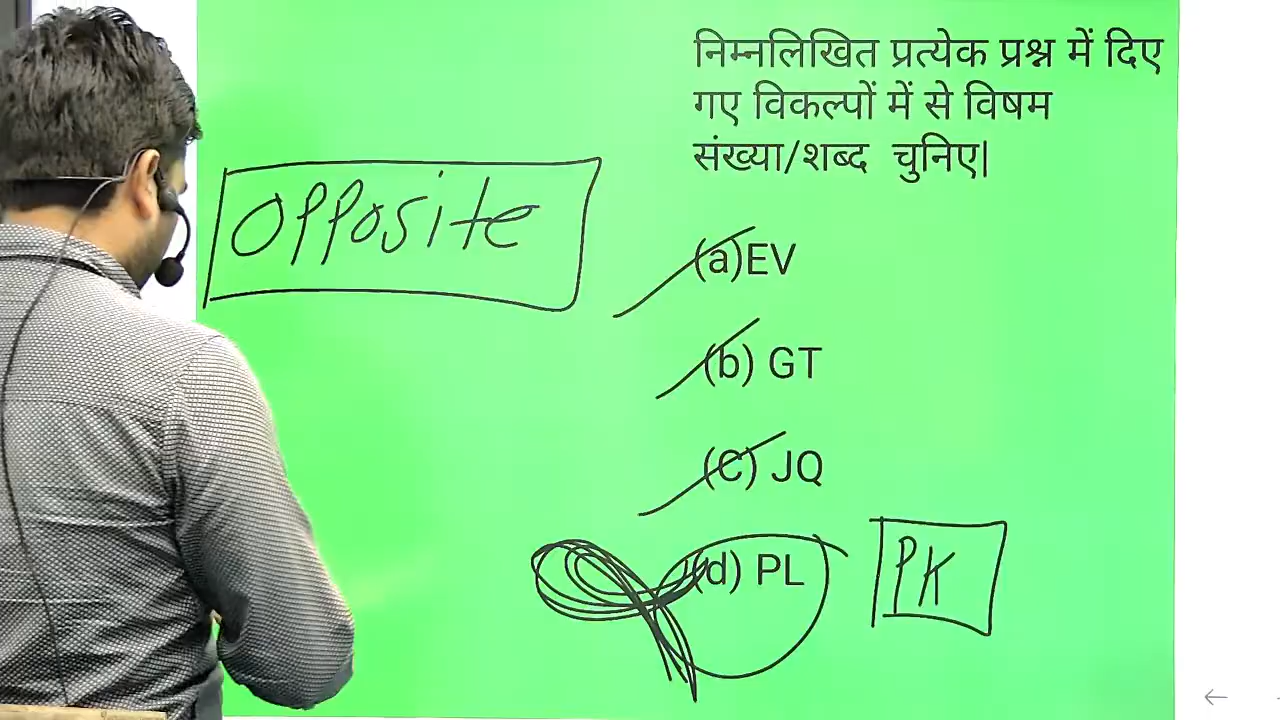 निम्नलिखित प्रत्येक प्रश्न में दिए
गए विकल्पों में से विषम
संख्या/शब्द चुनिए|
Opposite
(a)EV
(b) GT
(C) JQ
(d) PL
PK